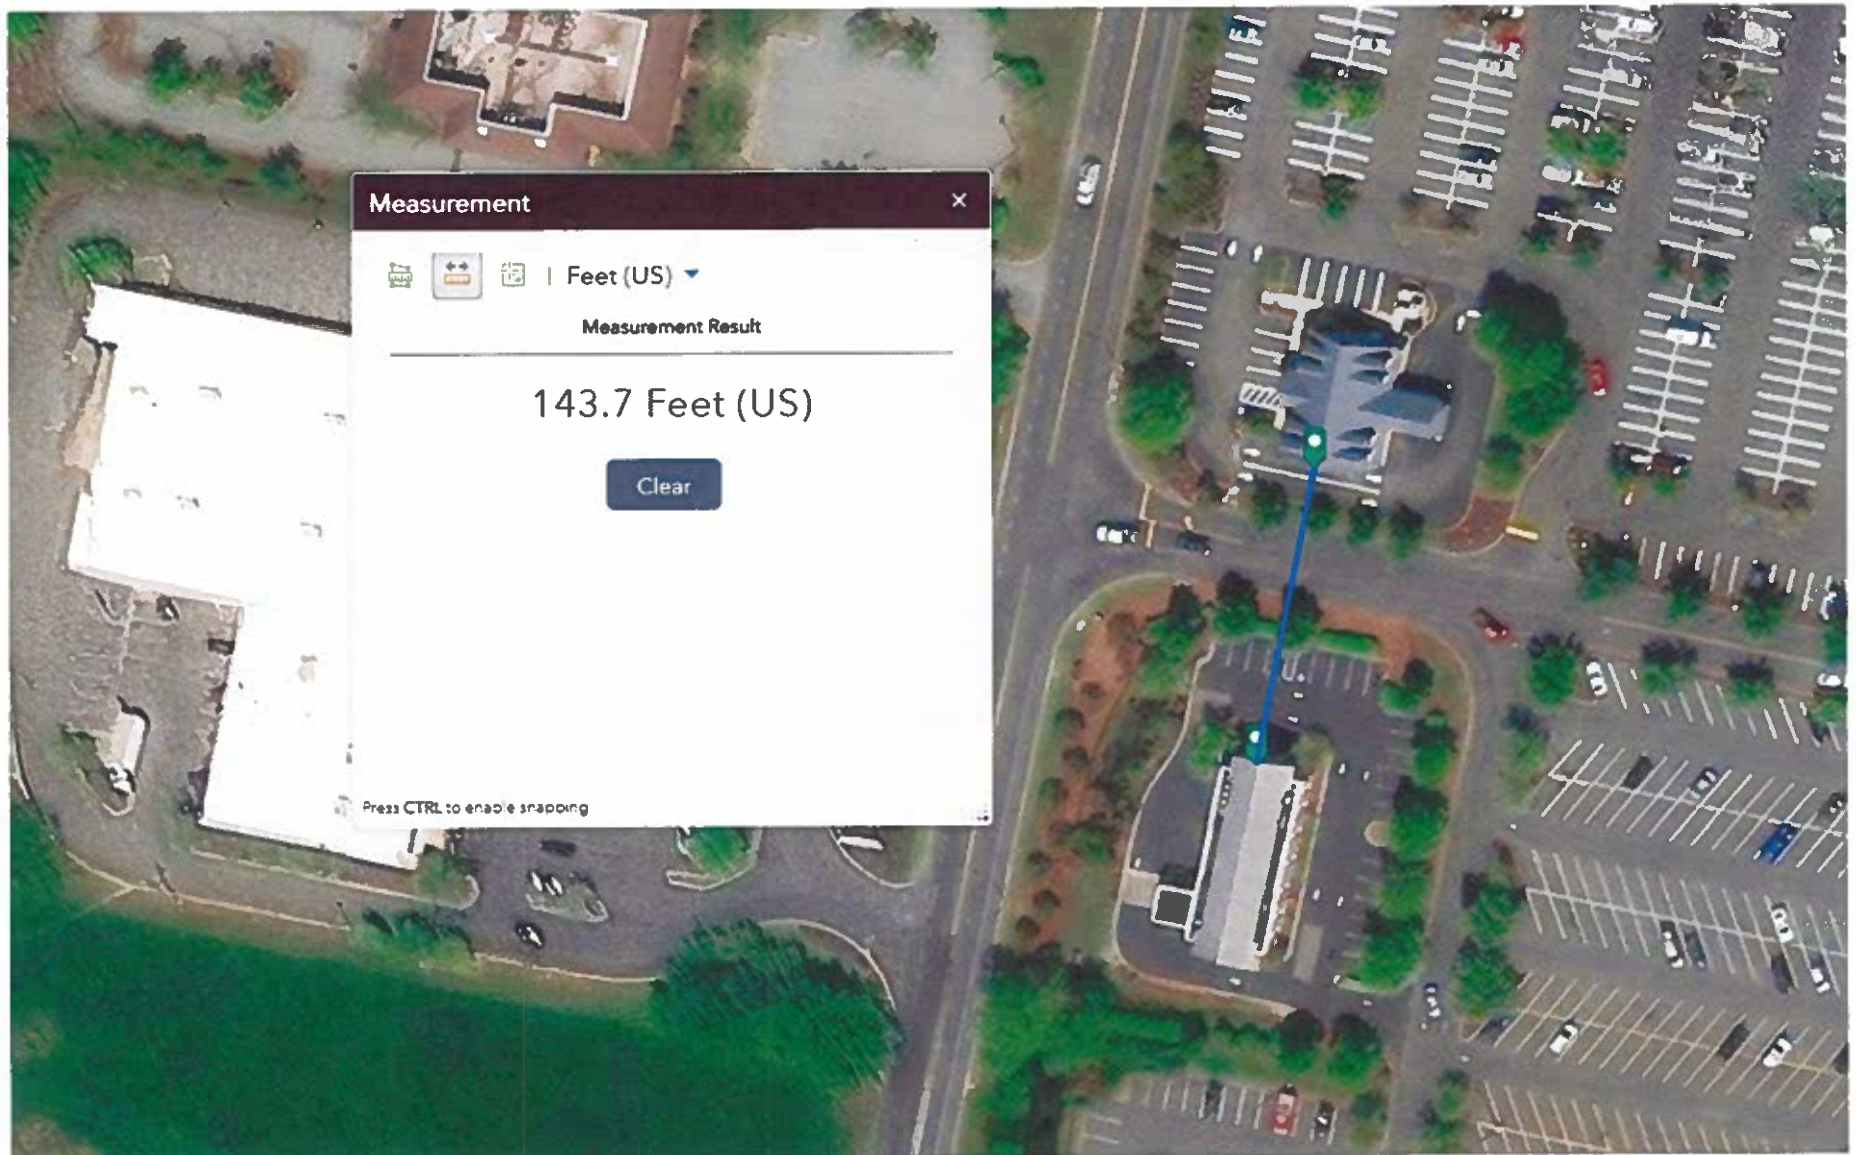 Measurement
×
| Feet (US)
Measurement Result
143.7 Feet (US)
Clear
Press CTRL to enable snapping